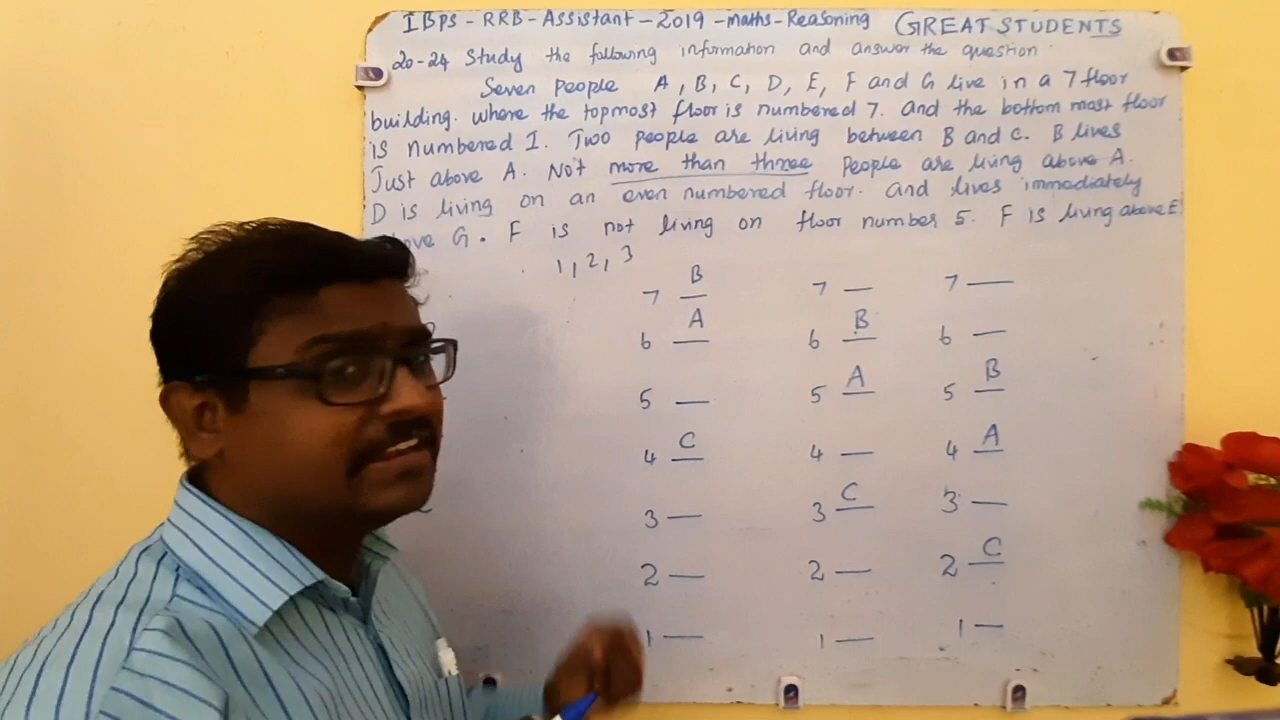 IBPS - RRB - Assistant - 2019 - maths - Reasoning GREAT STUDENTS
20-24 Study the following information and answer the question.
Seven people A, B, C, D, E, F and G live in a 7 floor
building. where the topmost floor is numbered 7. and the bottom most floor
is numbered I. Two people are living between B and C. B lives
Just above A. Not more than three people are living above A.
D is living on an even numbered floor. and lives immediately
G. F is not living on floor number 5. F is living above E
1, 2, 3
7 B 7 — 7 —
6 A 6 B 6 —
5 — 5 A 5 B
4 C 4 — 4 A
3 — 3 C 3 —
2 — 2 — 2 C
1 — 1 — 1 —